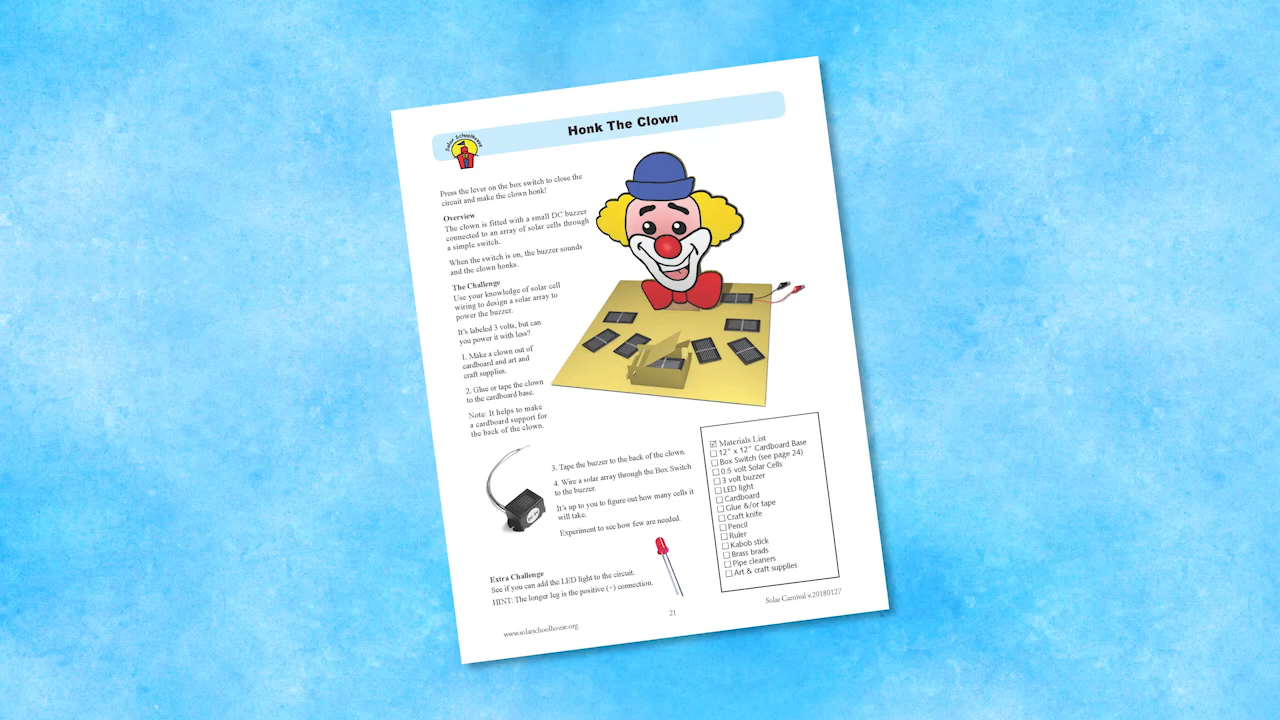 Honk The Clown
Solar Schoolhouse
Press the lever on the box switch to close the
circuit and make the clown honk!
Overview
The clown is fitted with a small DC buzzer
connected to an array of solar cells through
a simple switch.
When the switch is on, the buzzer sounds
and the clown honks.
The Challenge
Use your knowledge of solar cell
wiring to design a solar array to
power the buzzer.
It's labeled 3 volts, but can
you power it with less?
1. Make a clown out of
cardboard and art and
craft supplies.
2. Glue or tape the clown
to the cardboard base.
Note: It helps to make
a cardboard support for
the back of the clown.
3. Tape the buzzer to the back of the clown.
4. Wire a solar array through the Box Switch
to the buzzer.
It's up to you to figure out how many cells it
will take.
Experiment to see how few are needed.
Extra Challenge
See if you can add the LED light to the circuit.
HINT: The longer leg is the positive (+) connection.
Materials List
12" x 12" Cardboard Base
Box Switch (see page 24)
0.5 volt Solar Cells
3 volt buzzer
LED light
Cardboard
Glue &/or tape
Craft knife
Pencil
Ruler
Kabob stick
Brass brads
Pipe cleaners
Art & craft supplies
www.solarschoolhouse.org
21
Solar Carnival v.20180127